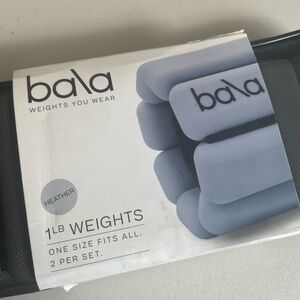 bala
WEIGHTS YOU WEAR
bala
HEATHER
1LB WEIGHTS
ONE SIZE FITS ALL.
2 PER SET.